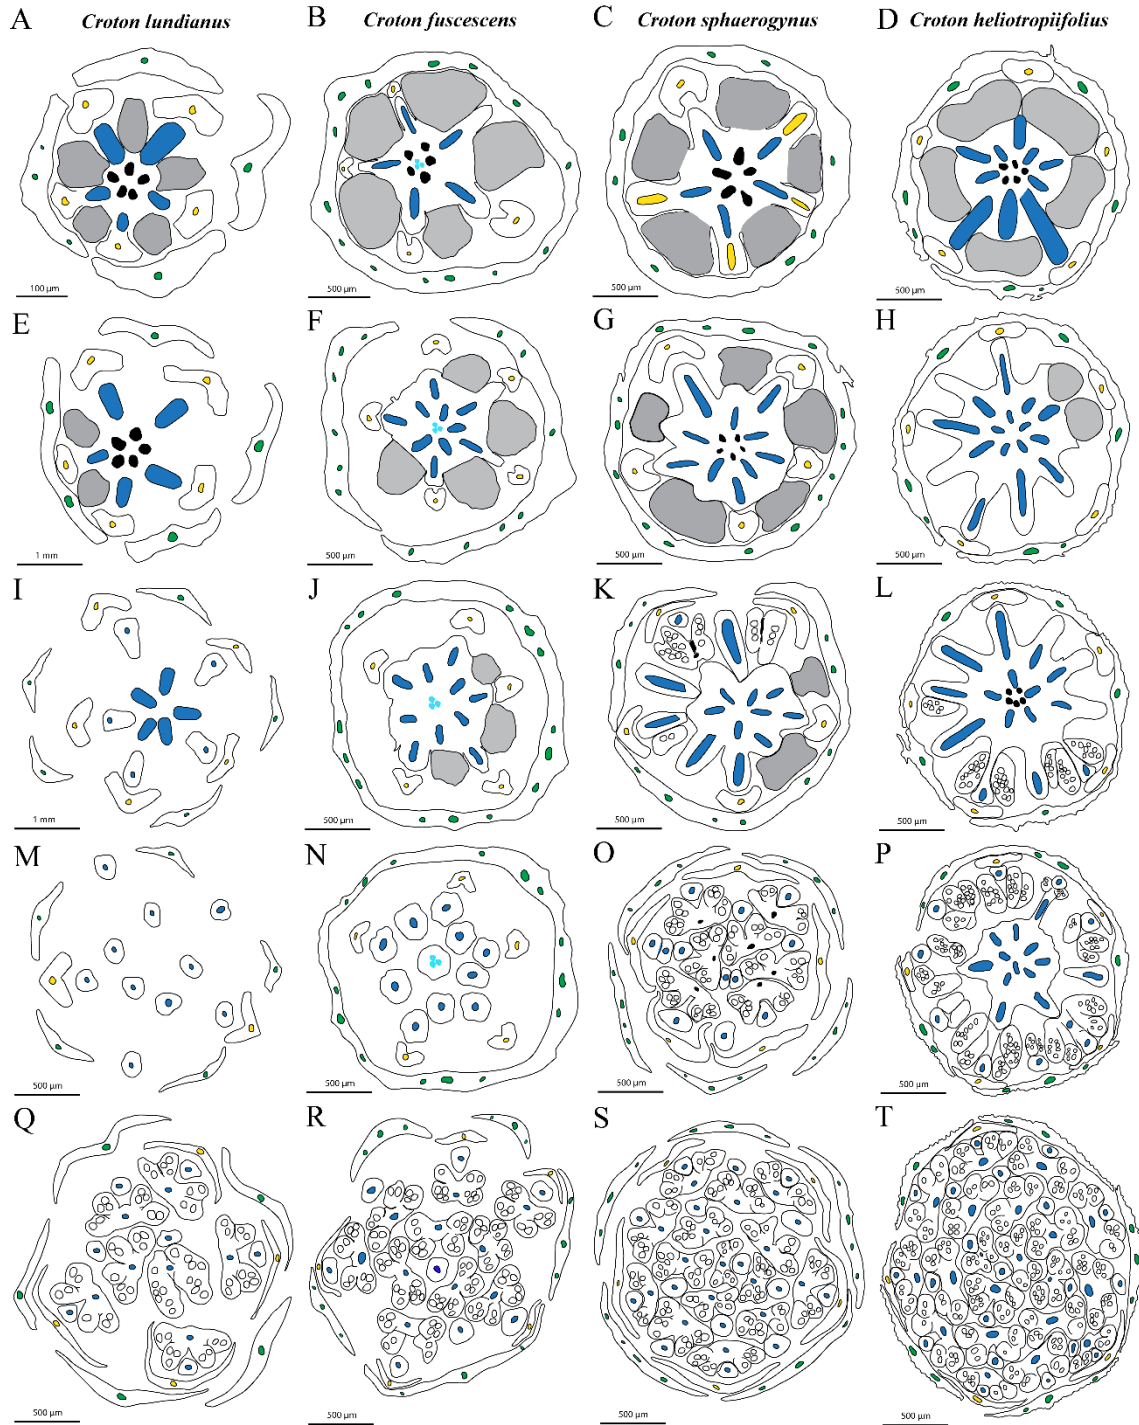 A Croton lundianus B Croton fuscescens C Croton sphaerogynus D Croton heliotropiifolius
100 µm 500 µm 500 µm 500 µm
E F G H
1 mm 500 µm 500 µm 500 µm
I J K L
1 mm 500 µm 500 µm 500 µm
M N O P
500 µm 500 µm 500 µm 500 µm
Q R S T
500 µm 500 µm 500 µm 500 µm